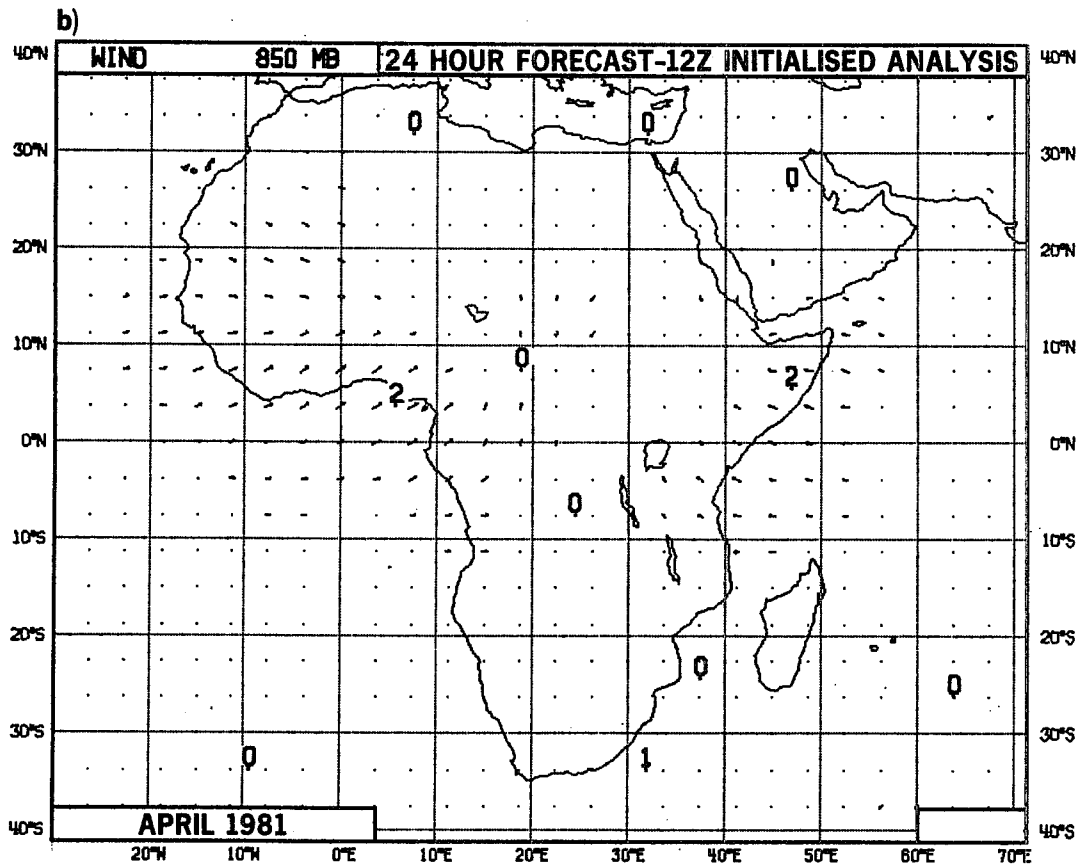 b)
WIND 850 MB 24 HOUR FORECAST-12Z INITIALISED ANALYSIS
40°N 40°N
0 0
30°N 30°N
0
20°N 20°N
10°N 10°N
0
2
2
0°N 0°N
0
10°S 10°S
20°S 20°S
0
0
30°S 30°S
0 1
APRIL 1981
40°S 40°S
20°W 10°W 0°E 10°E 20°E 30°E 40°E 50°E 60°E 70°E